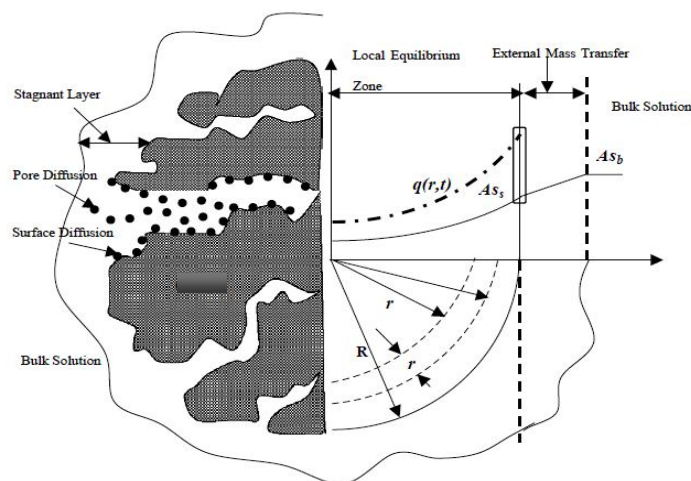 Local Equilibrium
Zone
External Mass Transfer
Bulk Solution
Stagnant Layer
Pore Diffusion
Surface Diffusion
Bulk Solution
q(r,t)
As_s
As_b
r
R
r